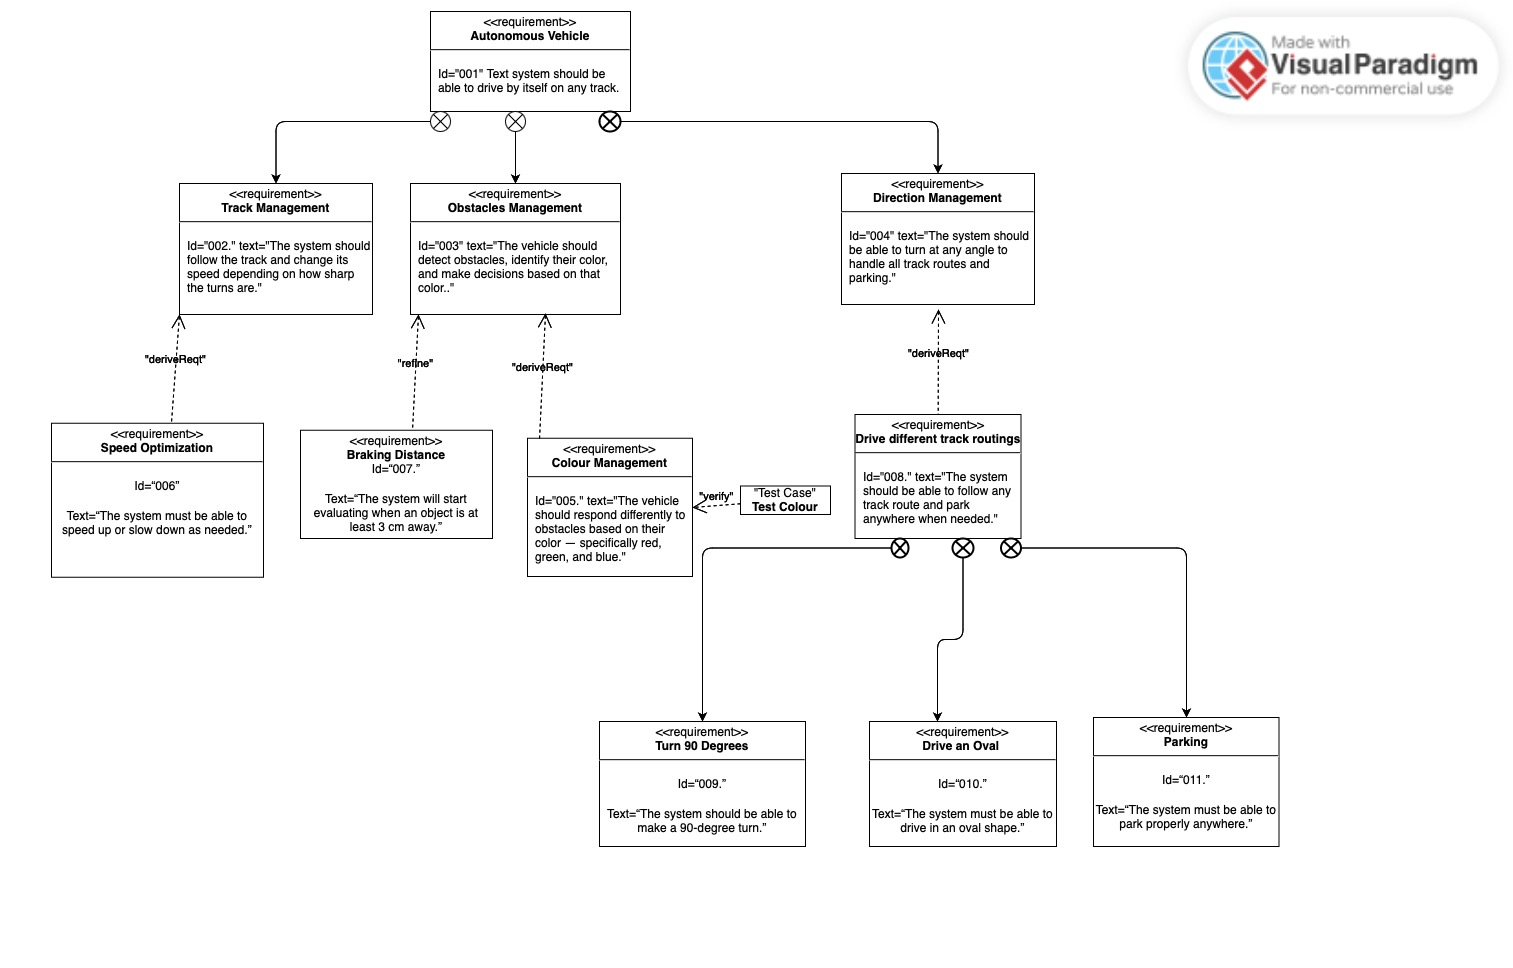 <<requirement>>
Autonomous Vehicle
Id="001" Text system should be
able to drive by itself on any track.
Made with
Visual Paradigm
For non-commercial use
<<requirement>>
Track Management
Id="002." text="The system should
follow the track and change its
speed depending on how sharp
the turns are."
<<requirement>>
Obstacles Management
Id="003" text="The vehicle should
detect obstacles, identify their color,
and make decisions based on that
color.."
<<requirement>>
Direction Management
Id="004" text="The system should
be able to turn at any angle to
handle all track routes and
parking."
"deriveReqt"
"refine"
"deriveReqt"
"deriveReqt"
<<requirement>>
Speed Optimization
Id=“006”
Text=“The system must be able to
speed up or slow down as needed.”
<<requirement>>
Braking Distance
Id=“007.”
Text=“The system will start
evaluating when an object is at
least 3 cm away.”
<<requirement>>
Colour Management
Id="005." text="The vehicle
should respond differently to
obstacles based on their
color — specifically red,
green, and blue."
"verify"
"Test Case"
Test Colour
<<requirement>>
Drive different track routings
Id="008." text="The system
should be able to follow any
track route and park
anywhere when needed."
<<requirement>>
Turn 90 Degrees
Id=“009.”
Text=“The system should be able to
make a 90-degree turn.”
<<requirement>>
Drive an Oval
Id=“010.”
Text=“The system must be able to
drive in an oval shape.”
<<requirement>>
Parking
Id=“011.”
Text=“The system must be able to
park properly anywhere.”